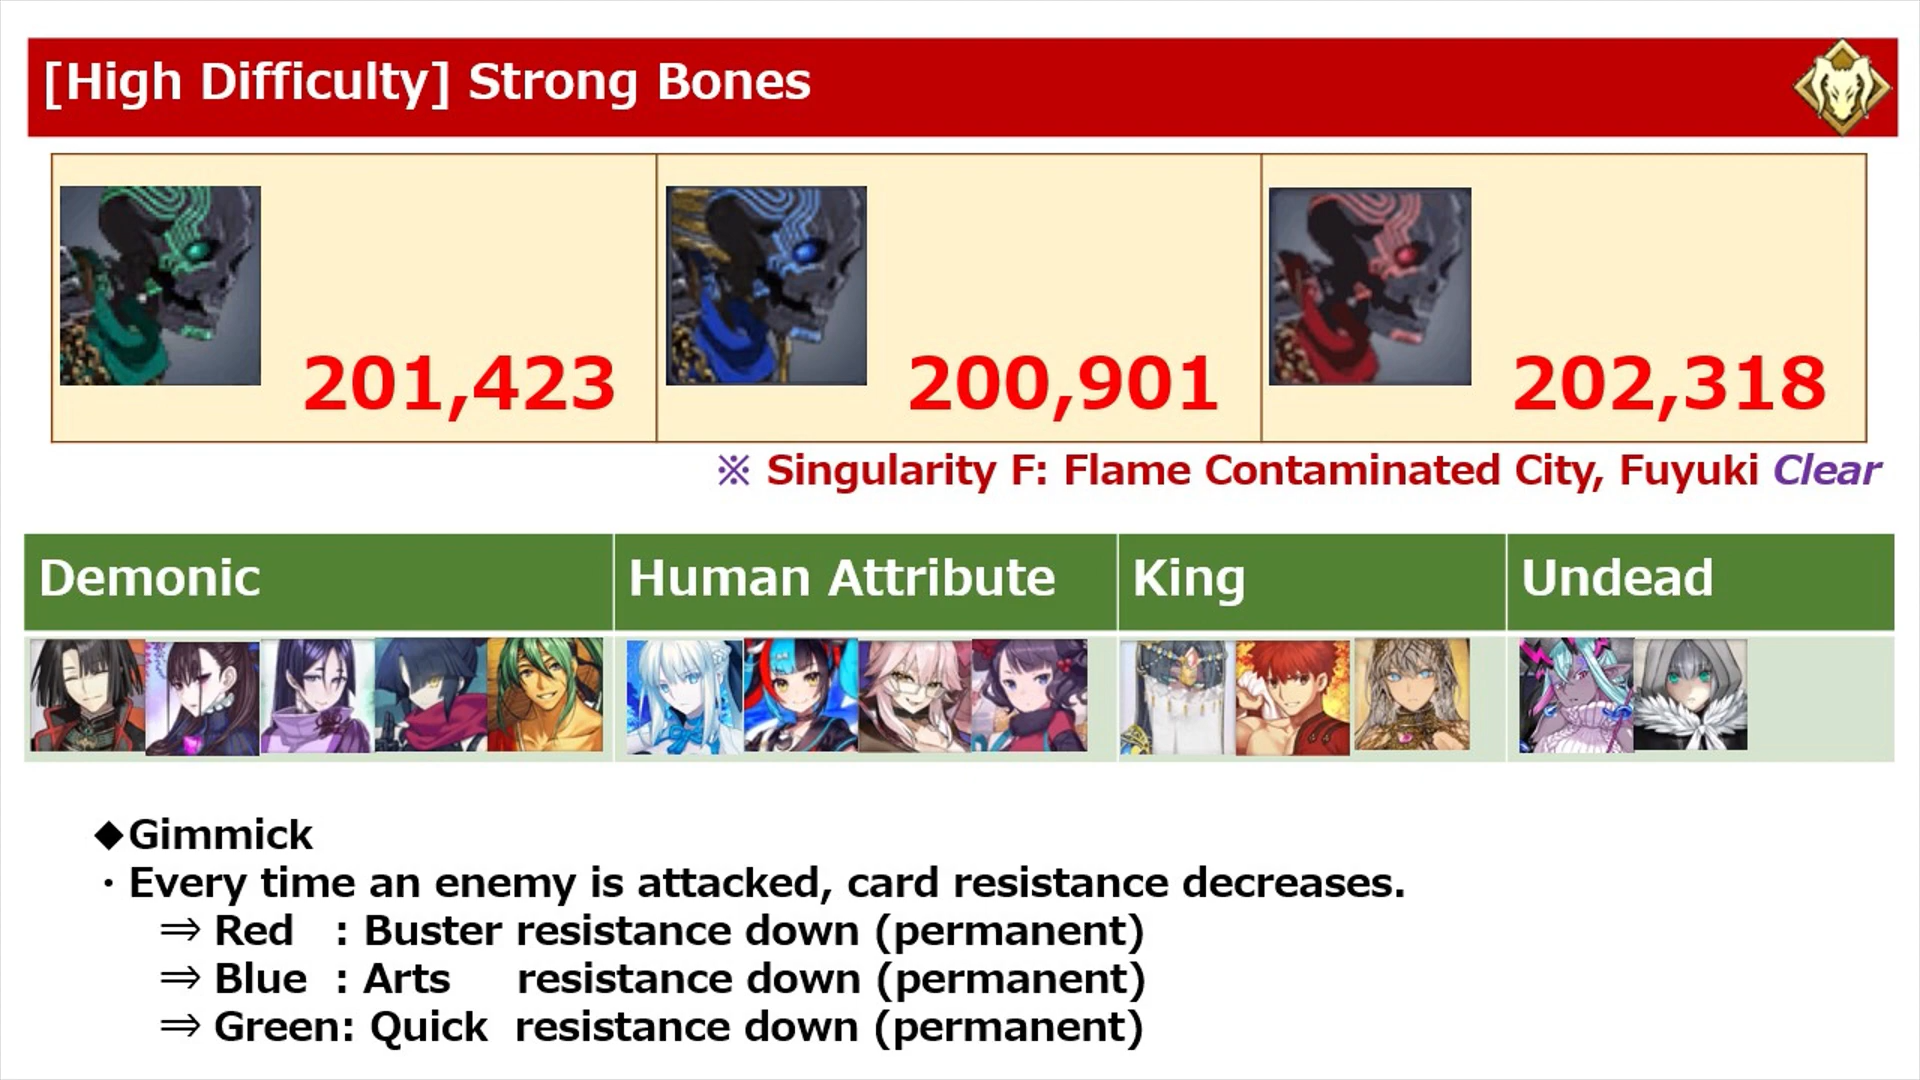 [High Difficulty] Strong Bones
201,423
200,901
202,318
※ Singularity F: Flame Contaminated City, Fuyuki Clear
Demonic
Human Attribute
King
Undead
◆Gimmick
・Every time an enemy is attacked, card resistance decreases.
⇒ Red : Buster resistance down (permanent)
⇒ Blue : Arts resistance down (permanent)
⇒ Green: Quick resistance down (permanent)